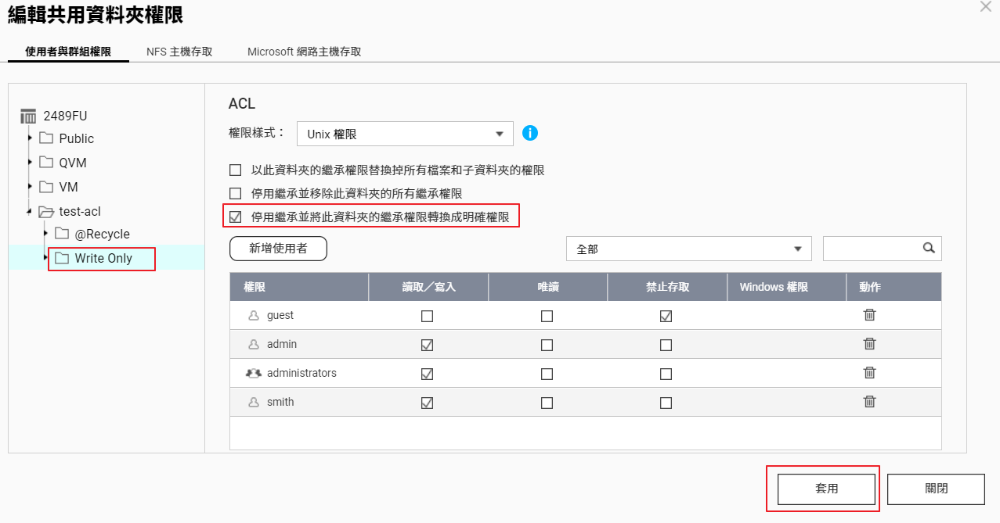 編輯共用資料夾權限
使用者與群組權限 NFS 主機存取 Microsoft 網路主機存取
2489FU
Public
QVM
VM
test-acl
@Recycle
Write Only
ACL
權限樣式： Unix 權限
以此資料夾的繼承權限替換掉所有檔案和子資料夾的權限
停用繼承並移除此資料夾的所有繼承權限
停用繼承並將此資料夾的繼承權限轉換成明確權限
新增使用者 全部
權限 讀取／寫入 唯讀 禁止存取 Windows 權限 動作
guest
admin
administrators
smith
套用 關閉